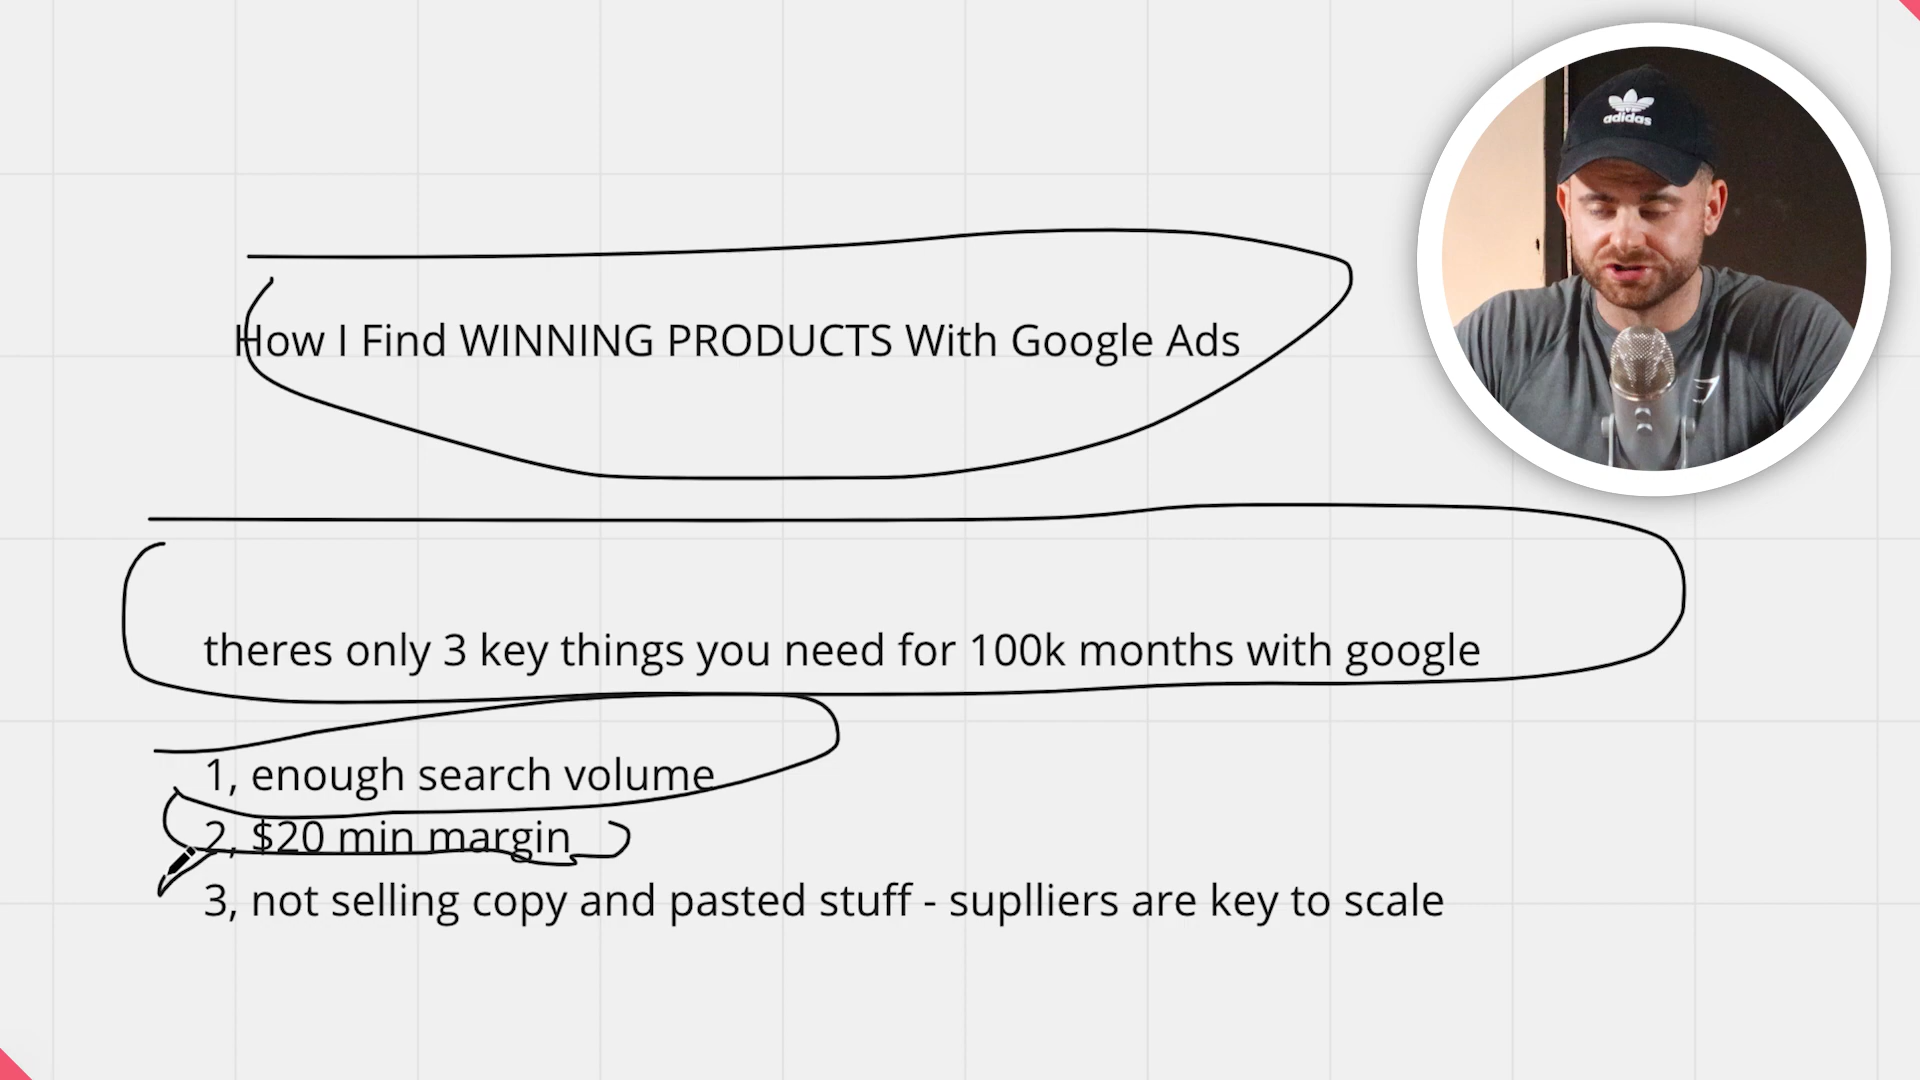 adidas
How I Find WINNING PRODUCTS With Google Ads
theres only 3 key things you need for 100k months with google
1, enough search volume
2, $20 min margin
3, not selling copy and pasted stuff - suplliers are key to scale